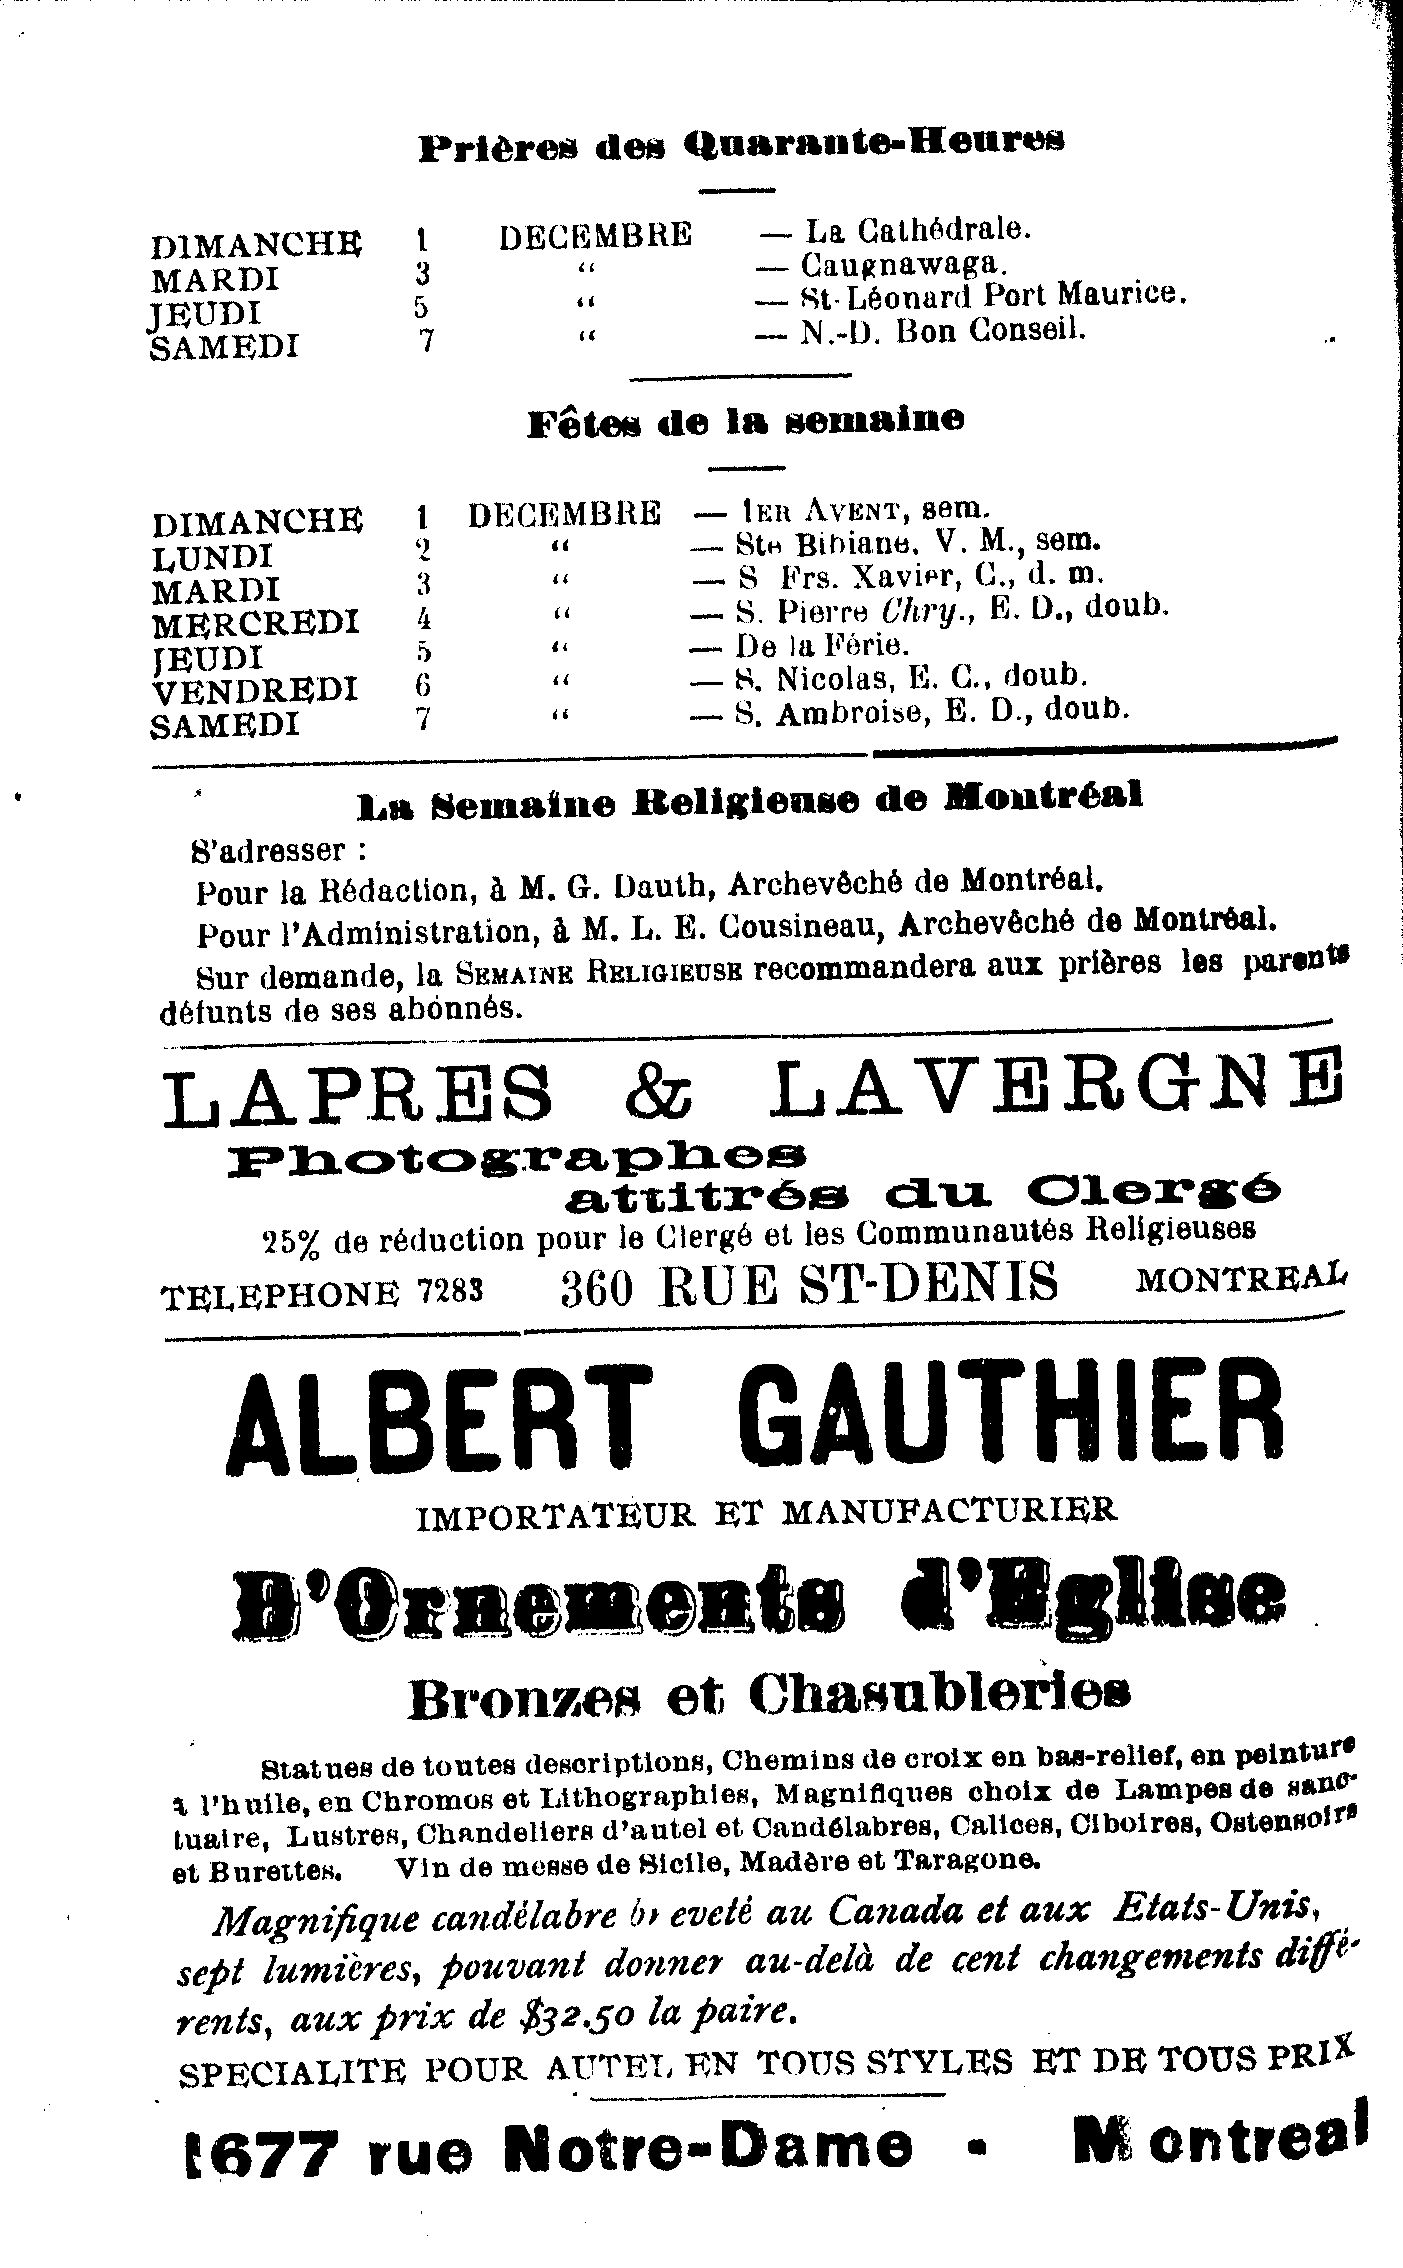 Prières des Quarante-Heures
DIMANCHE 1 DECEMBRE — La Cathédrale.
MARDI 3 “ — Caugnawaga.
JEUDI 5 “ — St-Léonard Port Maurice.
SAMEDI 7 “ — N.-D. Bon Conseil.
Fêtes de la semaine
DIMANCHE 1 DECEMBRE — 1ER AVENT, sem.
LUNDI 2 “ — Ste Bibiane, V. M., sem.
MARDI 3 “ — S Frs. Xavier, C., d. m.
MERCREDI 4 “ — S. Pierre Chry., E. D., doub.
JEUDI 5 “ — De la Férie.
VENDREDI 6 “ — S. Nicolas, E. C., doub.
SAMEDI 7 “ — S. Ambroise, E. D., doub.
La Semaine Religieuse de Montréal
S'adresser :
Pour la Rédaction, à M. G. Dauth, Archevêché de Montréal.
Pour l'Administration, à M. L. E. Cousineau, Archevêché de Montréal.
Sur demande, la SEMAINE RELIGIEUSE recommandera aux prières les parents
défunts de ses abonnés.
LAPRES & LAVERGNE
Photographes
attitrés du Clergé
25% de réduction pour le Clergé et les Communautés Religieuses
TELEPHONE 7283 360 RUE ST-DENIS MONTREAL
ALBERT GAUTHIER
IMPORTATEUR ET MANUFACTURIER
D'Ornements d'Eglise
Bronzes et Chasubleries
Statues de toutes descriptions, Chemins de croix en bas-relief, en peinture
à l'huile, en Chromos et Lithographies, Magnifiques choix de Lampes de sanc-
tuaire, Lustres, Chandeliers d'autel et Candélabres, Calices, Ciboires, Ostensoirs
et Burettes. Vin de messe de Sicile, Madère et Taragone.
Magnifique candélabre breveté au Canada et aux Etats-Unis,
sept lumières, pouvant donner au-delà de cent changements diffé-
rents, aux prix de $32.50 la paire.
SPECIALITE POUR AUTEL EN TOUS STYLES ET DE TOUS PRIX
1677 rue Notre-Dame - Montreal